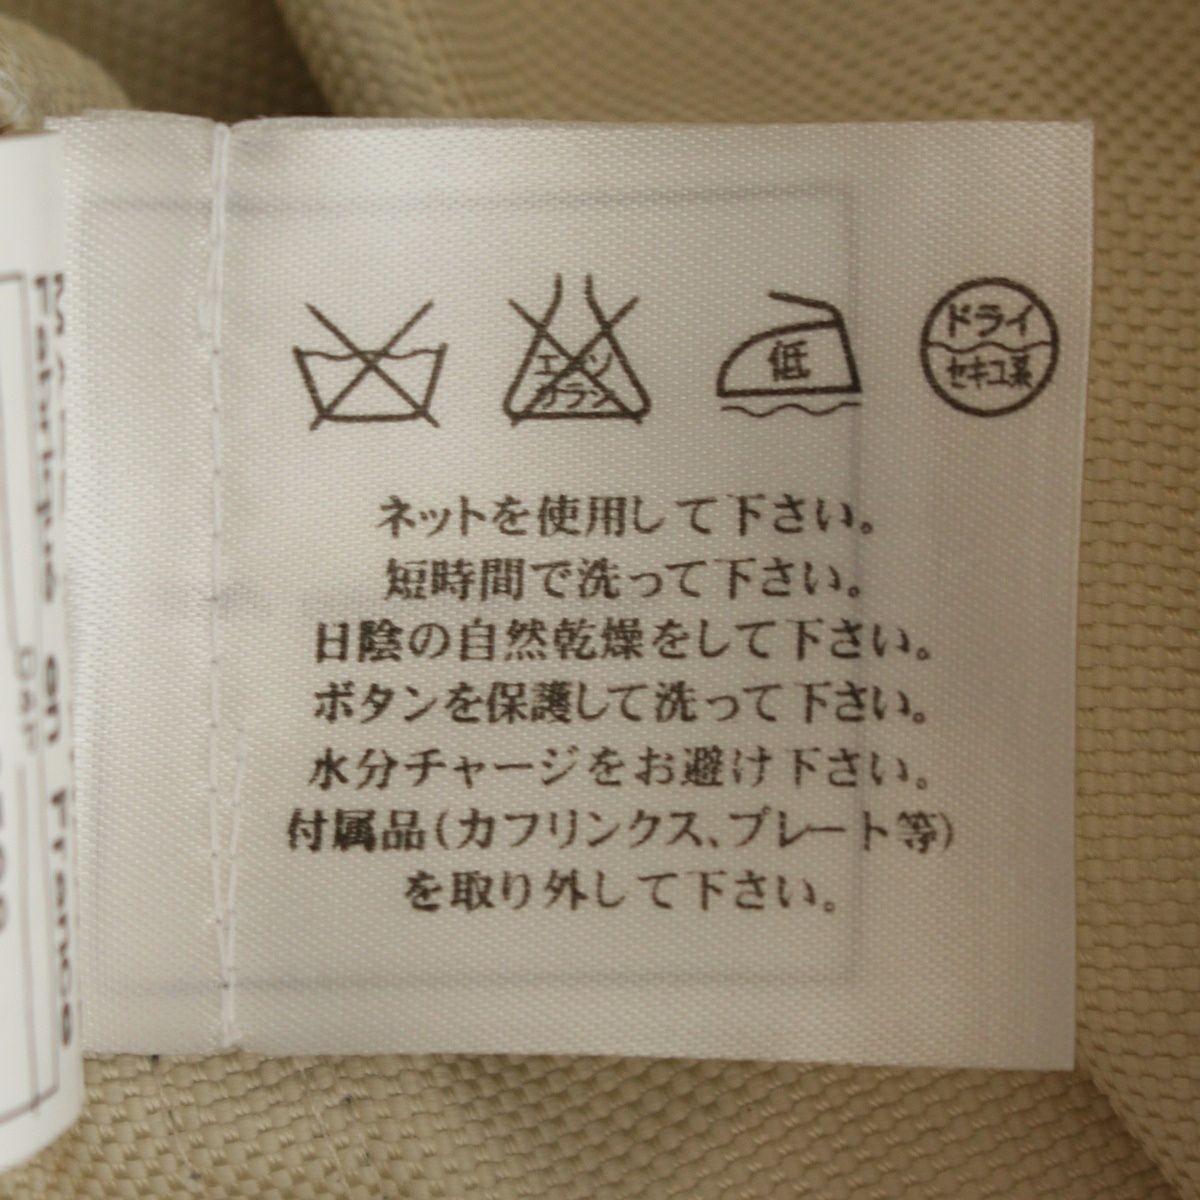 エンソ
サラシ
低
ドライ
セキユ系
ネットを使用して下さい。
短時間で洗って下さい。
日陰の自然乾燥をして下さい。
ボタンを保護して洗って下さい。
水分チャージをお避け下さい。
付属品(カフリンクス、プレート等)
を取り外して下さい。
Fabrique en France